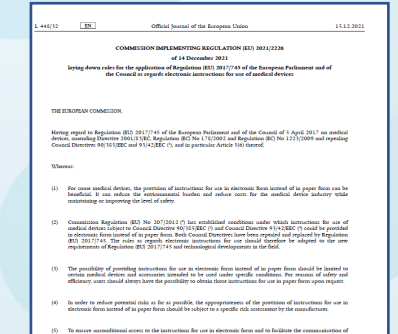 L 448/32 EN Official Journal of the European Union 15.12.2021
COMMISSION IMPLEMENTING REGULATION (EU) 2021/2226
of 14 December 2021
laying down rules for the application of Regulation (EU) 2017/745 of the European Parliament and of
the Council as regards electronic instructions for use of medical devices
THE EUROPEAN COMMISSION,
Having regard to Regulation (EU) 2017/745 of the European Parliament and of the Council of 5 April 2017 on medical
devices, amending Directive 2001/83/EC, Regulation (EC) No 178/2002 and Regulation (EC) No 1223/2009 and repealing
Council Directives 90/385/EEC and 93/42/EEC (¹), and in particular Article 5(6) thereof,
Whereas:
(1) For some medical devices, the provision of instructions for use in electronic form instead of in paper form can be
beneficial. It can reduce the environmental burden and reduce costs for the medical device industry while
maintaining or improving the level of safety.
(2) Commission Regulation (EU) No 207/2012 (²) has established conditions under which instructions for use of
medical devices subject to Council Directive 90/385/EEC (³) and Council Directive 93/42/EEC (⁴) could be provided
in electronic form instead of in paper form. Both Council Directives have been repealed and replaced by Regulation
(EU) 2017/745. The rules as regards electronic instructions for use should therefore be adapted to the new
requirements of Regulation (EU) 2017/745 and technological developments in the field.
(3) The possibility of providing instructions for use in electronic form instead of in paper form should be limited to
certain medical devices and accessories intended to be used under specific conditions. For reasons of safety and
efficiency, users should always have the possibility to obtain those instructions for use in paper form upon request.
(4) In order to reduce potential risks as far as possible, the appropriateness of the provision of instructions for use in
electronic form instead of in paper form should be subject to a specific risk assessment by the manufacturer.
(5) To ensure unconditional access to the instructions for use in electronic form and to facilitate the communication of